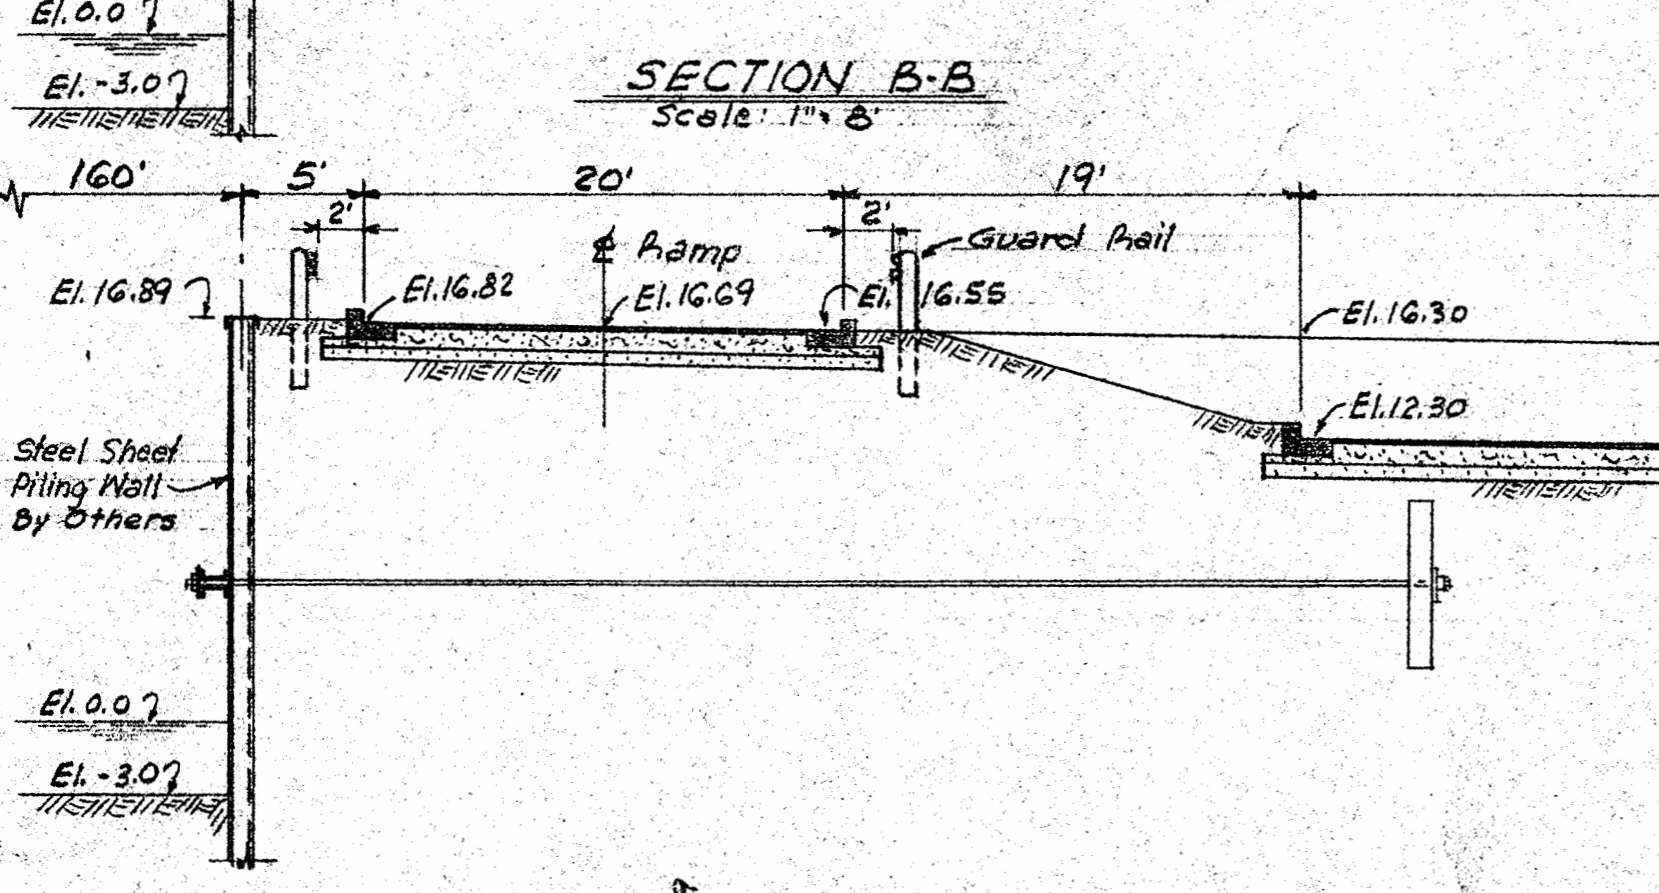 El. 0.0
El. -3.0
SECTION B-B
Scale: 1" = 8'
160' 5' 20' 19'
2' 2'
℄ Ramp Guard Rail
El. 16.89 El. 16.82 El. 16.69 El. 16.55 El. 16.30
El. 12.30
Steel Sheet
Piling Wall
By Others
El. 0.0
El. -3.0